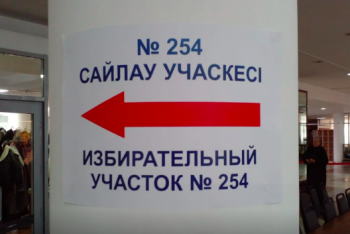 № 254
САЙЛАУ УЧАСКЕСІ
ИЗБИРАТЕЛЬНЫЙ
УЧАСТОК № 254